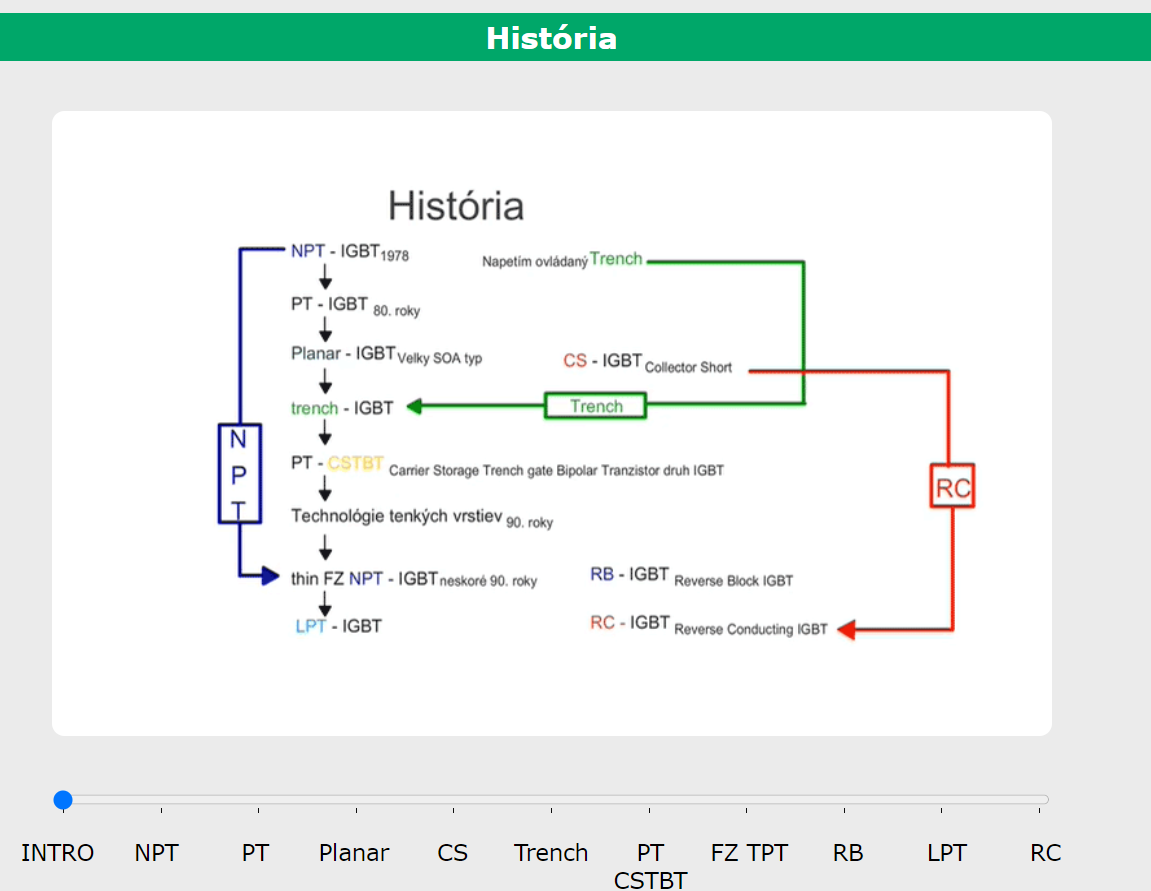 História
História
NPT - IGBT 1978
Napetím ovládaný Trench
PT - IGBT 80. roky
Planar - IGBT Velky SOA typ
CS - IGBT Collector Short
trench - IGBT
Trench
N
P
T
PT - CSTBT Carrier Storage Trench gate Bipolar Tranzistor druh IGBT
RC
Technológie tenkých vrstiev 90. roky
thin FZ NPT - IGBT neskoré 90. roky
RB - IGBT Reverse Block IGBT
LPT - IGBT
RC - IGBT Reverse Conducting IGBT
INTRO NPT PT Planar CS Trench PT FZ TPT RB LPT RC
CSTBT